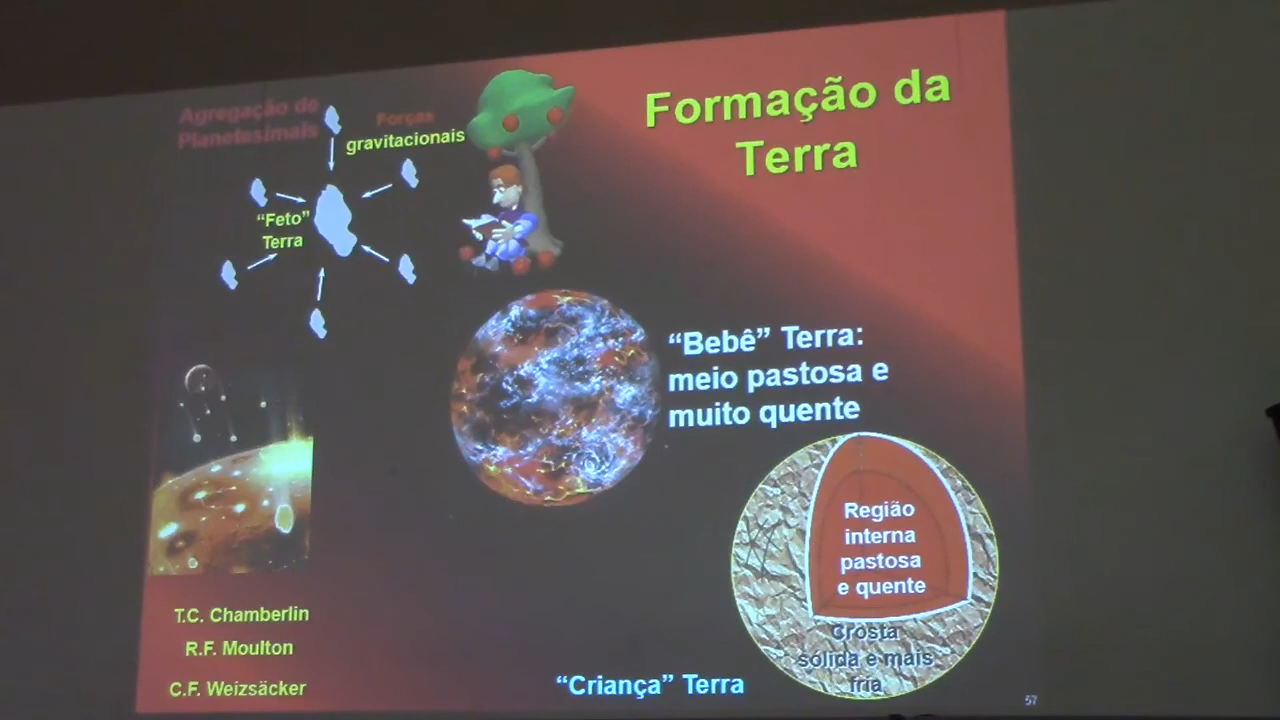 Formação da
Terra
Agregação de
Planetesimais
Forças
gravitacionais
“Feto”
Terra
“Bebê” Terra:
meio pastosa e
muito quente
Região
interna
pastosa
e quente
Crosta
sólida e mais
fria
T.C. Chamberlin
R.F. Moulton
C.F. Weizsäcker
“Criança” Terra
57